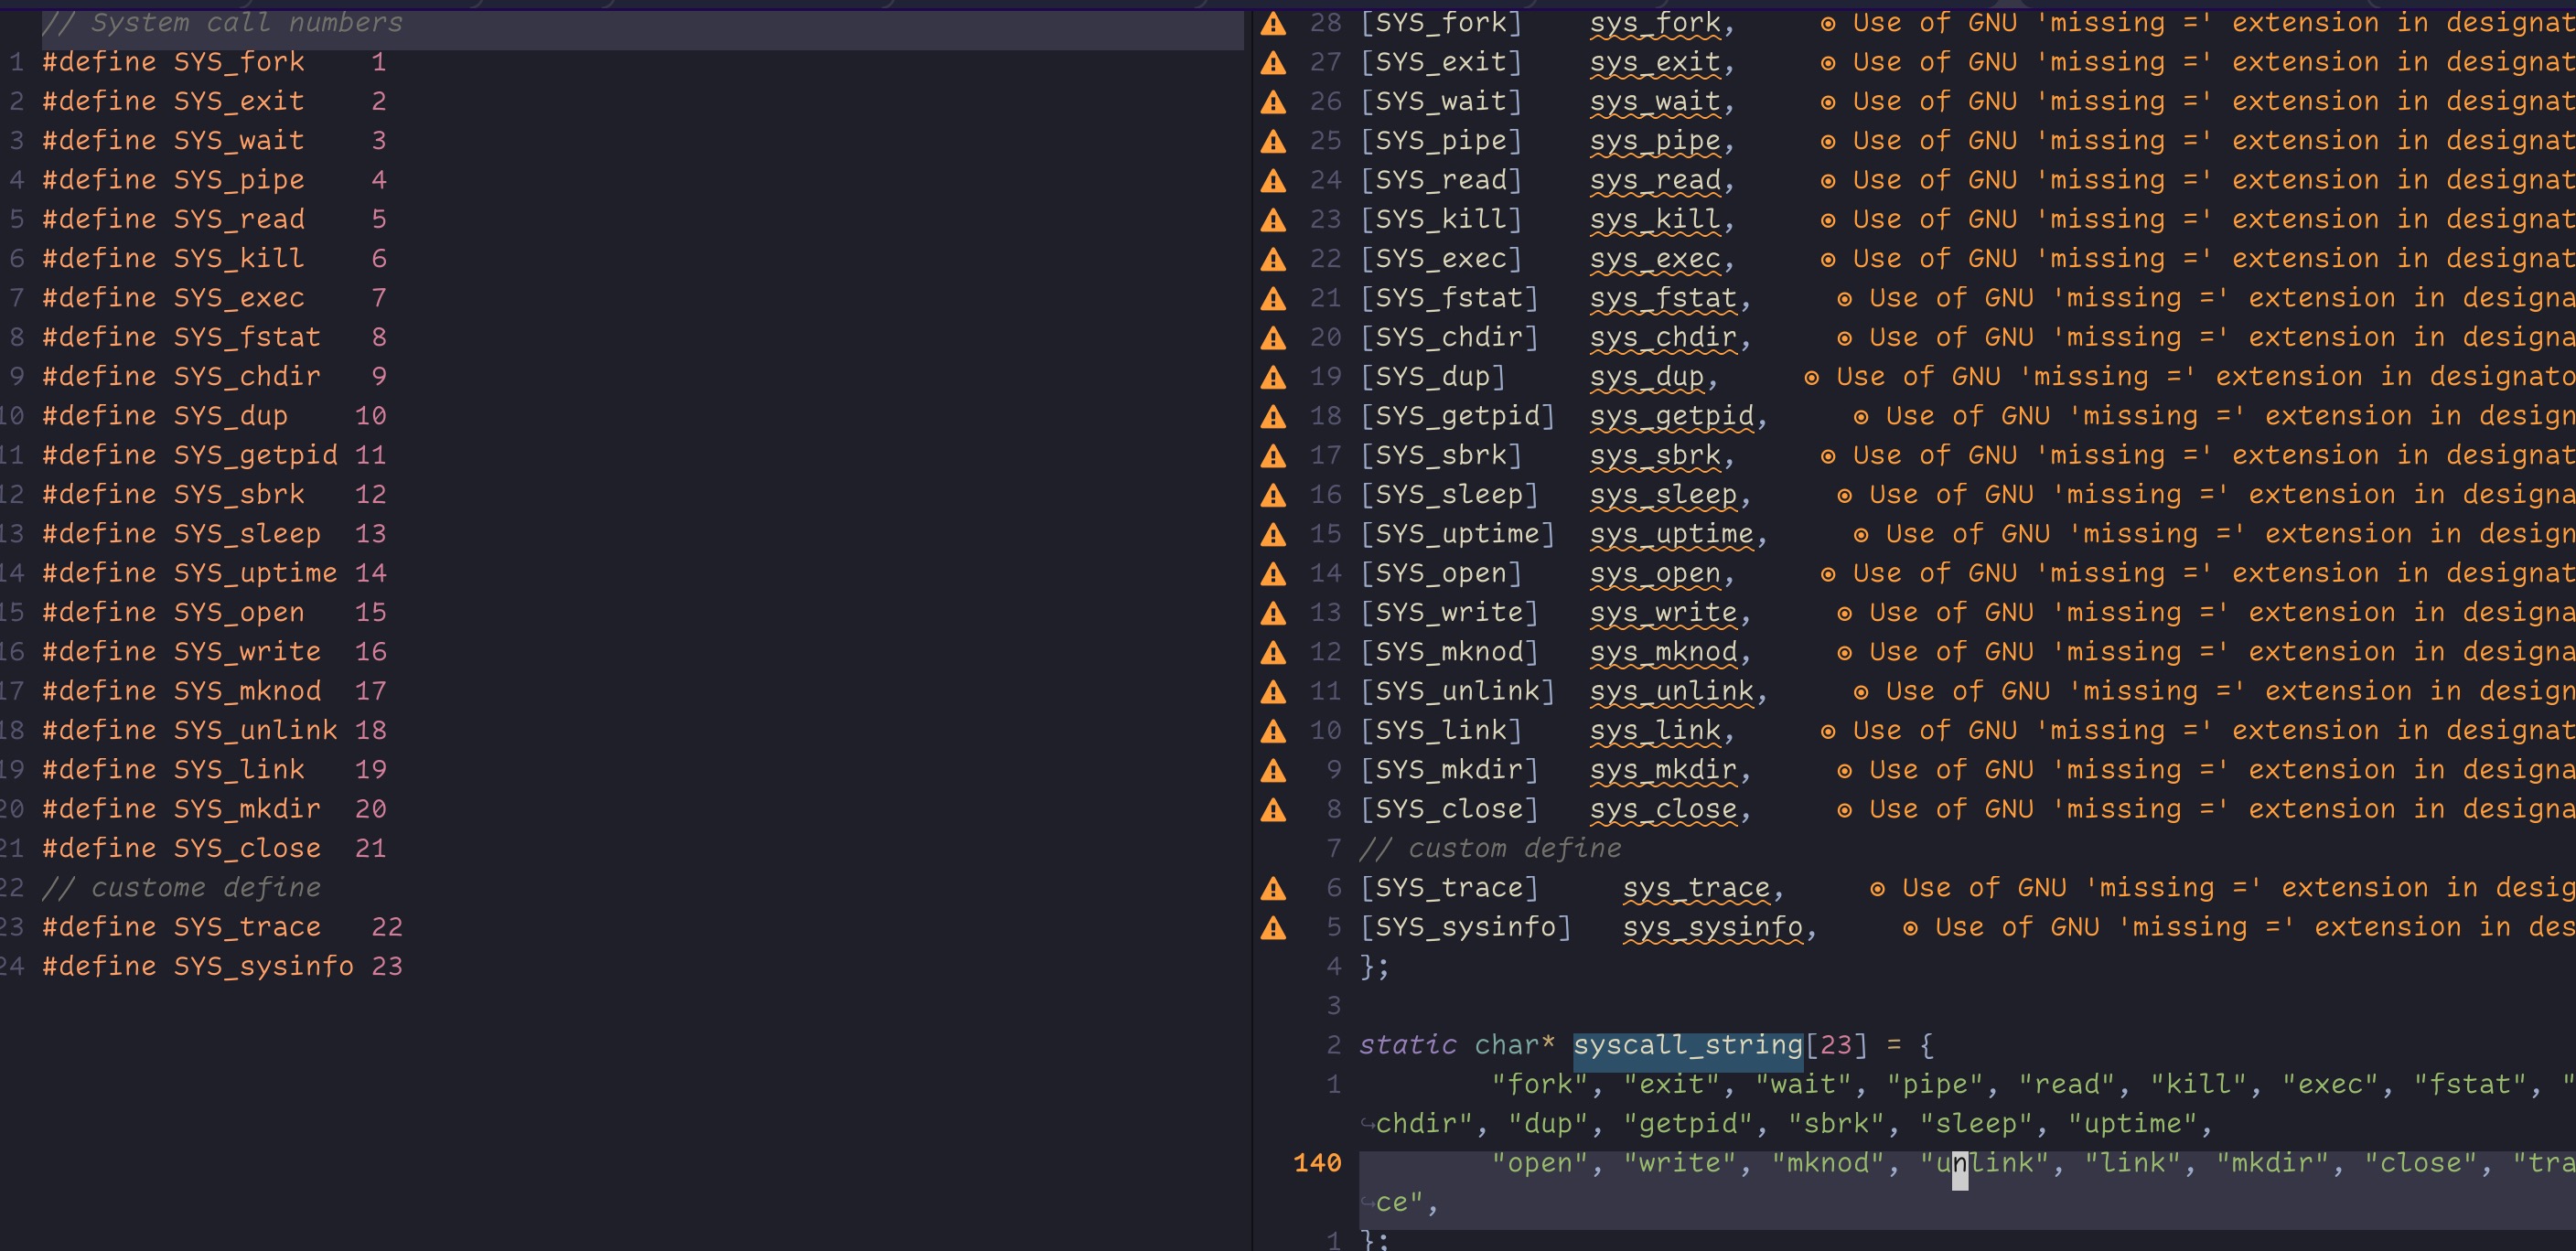 // System call numbers
1 #define SYS_fork 1
2 #define SYS_exit 2
3 #define SYS_wait 3
4 #define SYS_pipe 4
5 #define SYS_read 5
6 #define SYS_kill 6
7 #define SYS_exec 7
8 #define SYS_fstat 8
9 #define SYS_chdir 9
10 #define SYS_dup 10
11 #define SYS_getpid 11
12 #define SYS_sbrk 12
13 #define SYS_sleep 13
14 #define SYS_uptime 14
15 #define SYS_open 15
16 #define SYS_write 16
17 #define SYS_mknod 17
18 #define SYS_unlink 18
19 #define SYS_link 19
20 #define SYS_mkdir 20
21 #define SYS_close 21
22 // custome define
23 #define SYS_trace 22
24 #define SYS_sysinfo 23
28 [SYS_fork] sys_fork, Use of GNU 'missing =' extension in designat
27 [SYS_exit] sys_exit, Use of GNU 'missing =' extension in designat
26 [SYS_wait] sys_wait, Use of GNU 'missing =' extension in designat
25 [SYS_pipe] sys_pipe, Use of GNU 'missing =' extension in designat
24 [SYS_read] sys_read, Use of GNU 'missing =' extension in designat
23 [SYS_kill] sys_kill, Use of GNU 'missing =' extension in designat
22 [SYS_exec] sys_exec, Use of GNU 'missing =' extension in designat
21 [SYS_fstat] sys_fstat, Use of GNU 'missing =' extension in designa
20 [SYS_chdir] sys_chdir, Use of GNU 'missing =' extension in designa
19 [SYS_dup] sys_dup, Use of GNU 'missing =' extension in designato
18 [SYS_getpid] sys_getpid, Use of GNU 'missing =' extension in design
17 [SYS_sbrk] sys_sbrk, Use of GNU 'missing =' extension in designat
16 [SYS_sleep] sys_sleep, Use of GNU 'missing =' extension in designa
15 [SYS_uptime] sys_uptime, Use of GNU 'missing =' extension in design
14 [SYS_open] sys_open, Use of GNU 'missing =' extension in designat
13 [SYS_write] sys_write, Use of GNU 'missing =' extension in designa
12 [SYS_mknod] sys_mknod, Use of GNU 'missing =' extension in designa
11 [SYS_unlink] sys_unlink, Use of GNU 'missing =' extension in design
10 [SYS_link] sys_link, Use of GNU 'missing =' extension in designat
9 [SYS_mkdir] sys_mkdir, Use of GNU 'missing =' extension in designa
8 [SYS_close] sys_close, Use of GNU 'missing =' extension in designa
7 // custom define
6 [SYS_trace] sys_trace, Use of GNU 'missing =' extension in desig
5 [SYS_sysinfo] sys_sysinfo, Use of GNU 'missing =' extension in des
4 };
3
2 static char* syscall_string[23] = {
1 "fork", "exit", "wait", "pipe", "read", "kill", "exec", "fstat", "
chdir", "dup", "getpid", "sbrk", "sleep", "uptime",
140 "open", "write", "mknod", "unlink", "link", "mkdir", "close", "tra
ce",
1 };